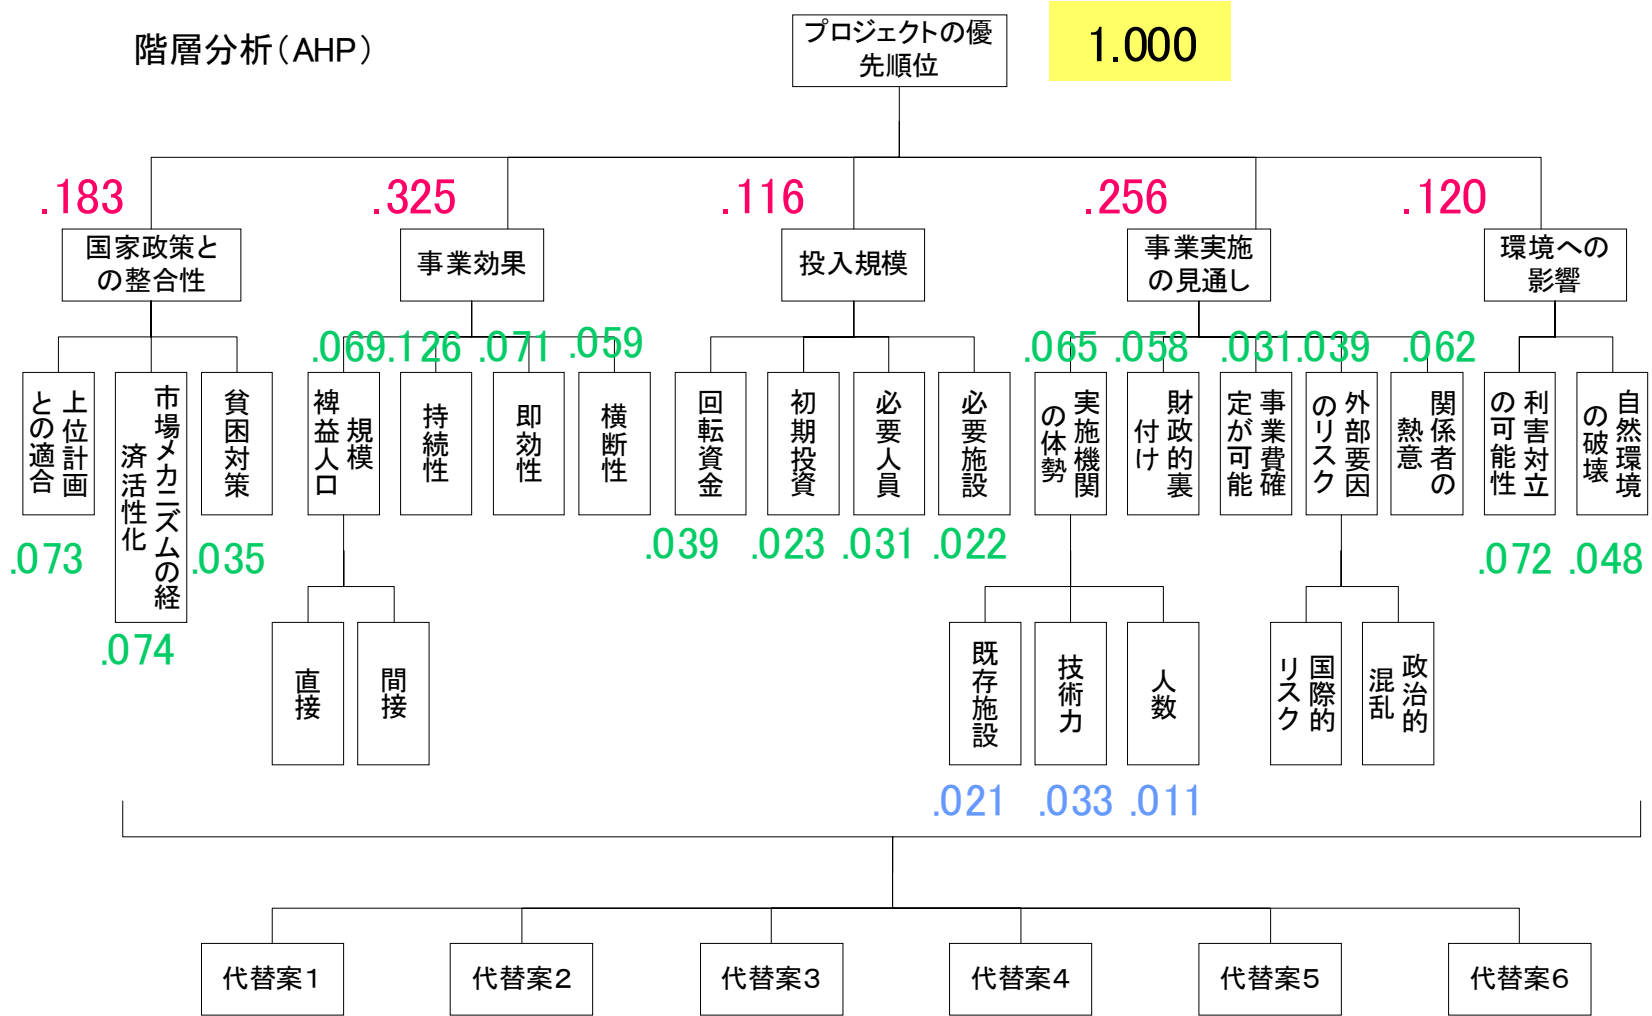 階層分析（AHP）
プロジェクトの優
先順位
1.000
.183
.325
.116
.256
.120
国家政策と
の整合性
事業効果
投入規模
事業実施
の見通し
環境への
影響
.069
.126
.071
.059
.065
.058
.031
.039
.062
上位計画
との適合
市場メカニズムの経
済活性化
貧困対策
規模
裨益人口
持続性
即効性
横断性
回転資金
初期投資
必要人員
必要施設
実施機関
の体勢
財政的裏
付け
事業費確
定が可能
外部要因
のリスク
関係者の
熱意
利害対立
の可能性
自然環境
の破壊
.073
.074
.035
.039
.023
.031
.022
.072
.048
直接
間接
既存施設
技術力
人数
国際的
リスク
政治的
混乱
.021
.033
.011
代替案1
代替案2
代替案3
代替案4
代替案5
代替案6